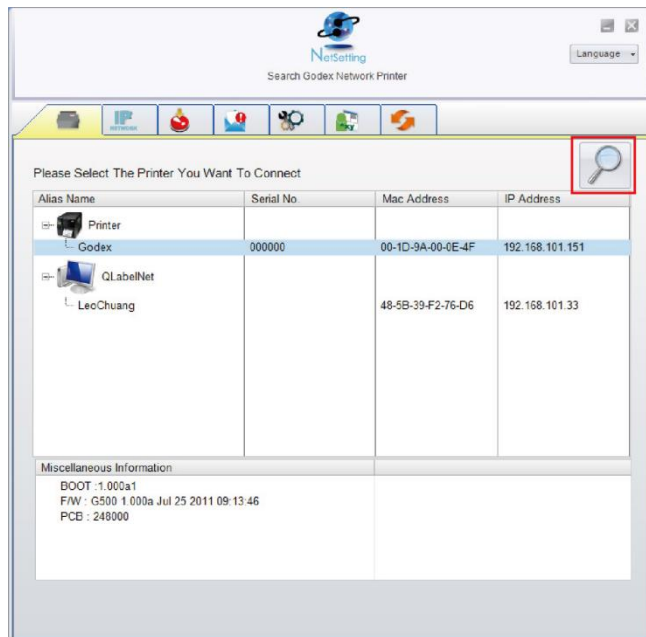 NetSetting
Language
Search Godex Network Printer
IP
NETWORK
Please Select The Printer You Want To Connect
Alias Name Serial No. Mac Address IP Address
Printer
Godex 000000 00-1D-9A-00-0E-4F 192.168.101.151
QLabelNet
LeoChuang 48-5B-39-F2-76-D6 192.168.101.33
Miscellaneous Information
BOOT :1.000a1
F/W : G500 1.000a Jul 25 2011 09:13:46
PCB : 248000